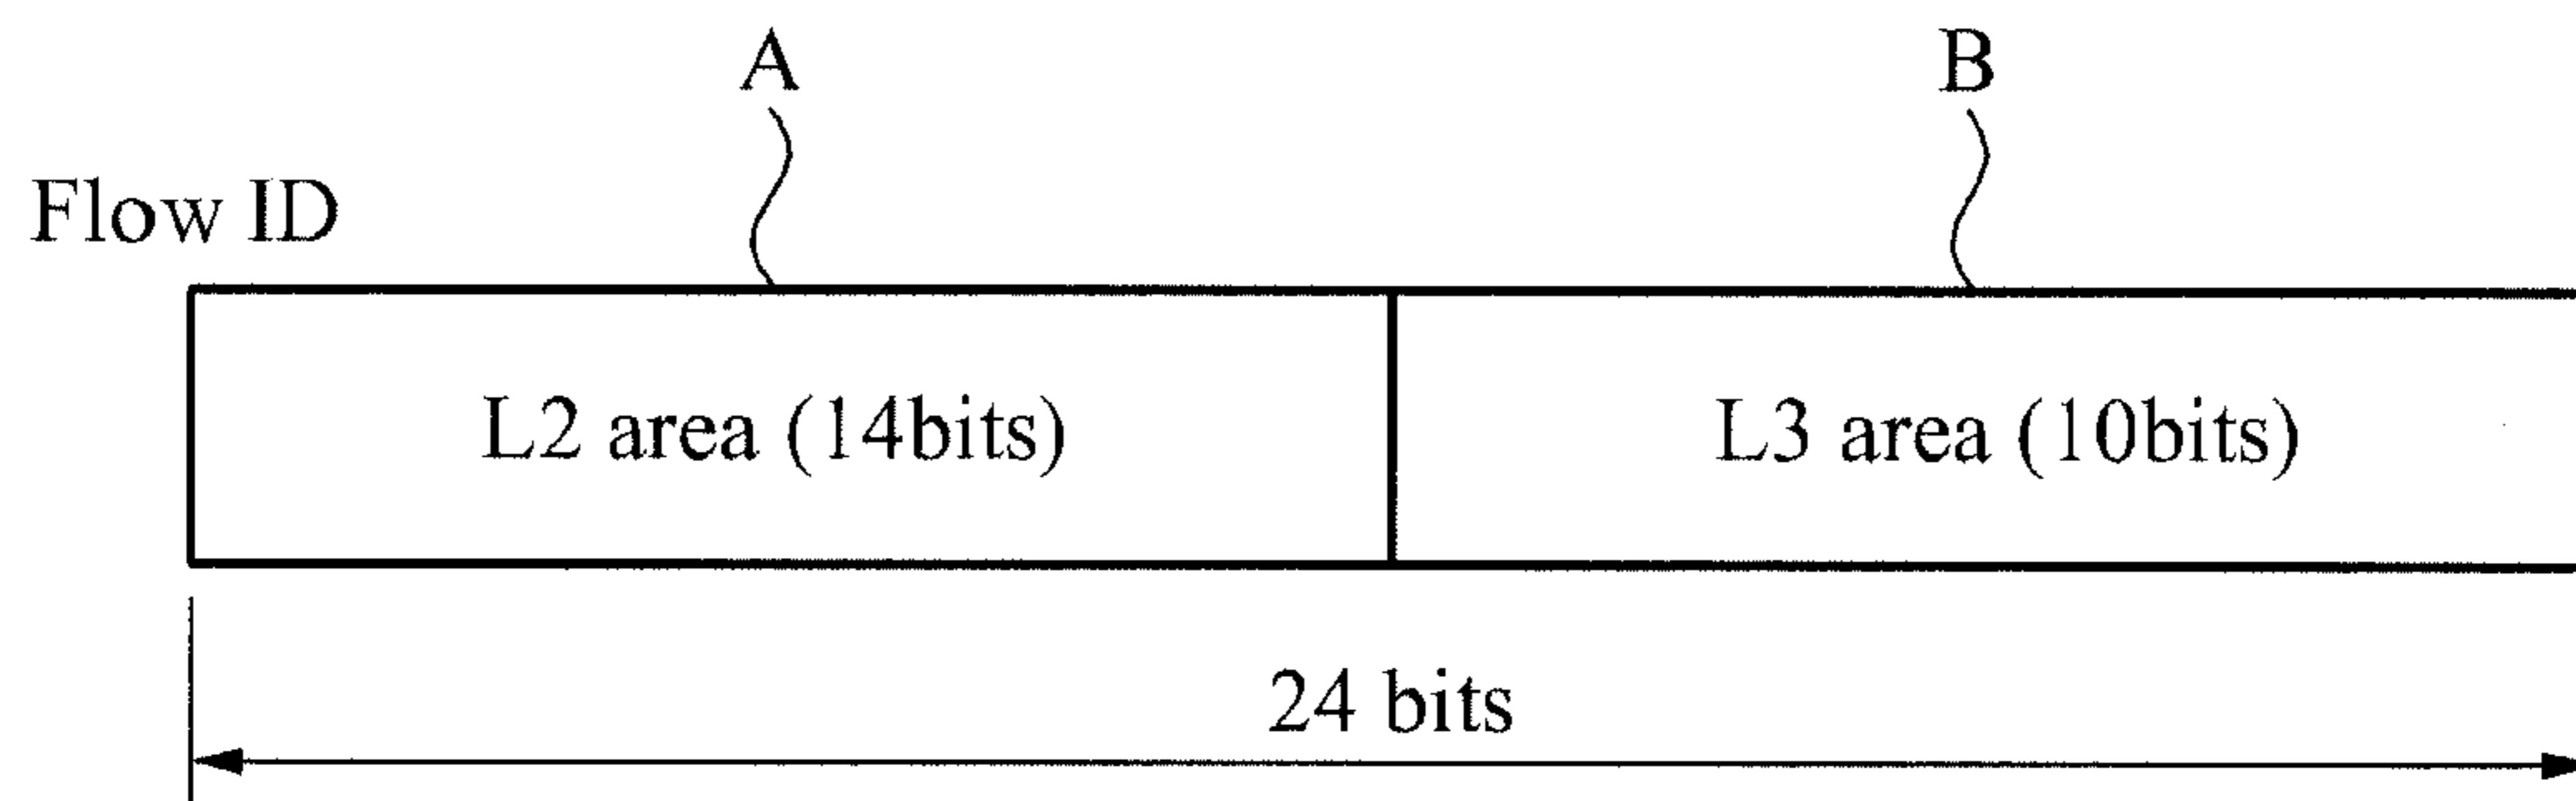 A
B
Flow ID
L2 area (14bits)
L3 area (10bits)
24 bits